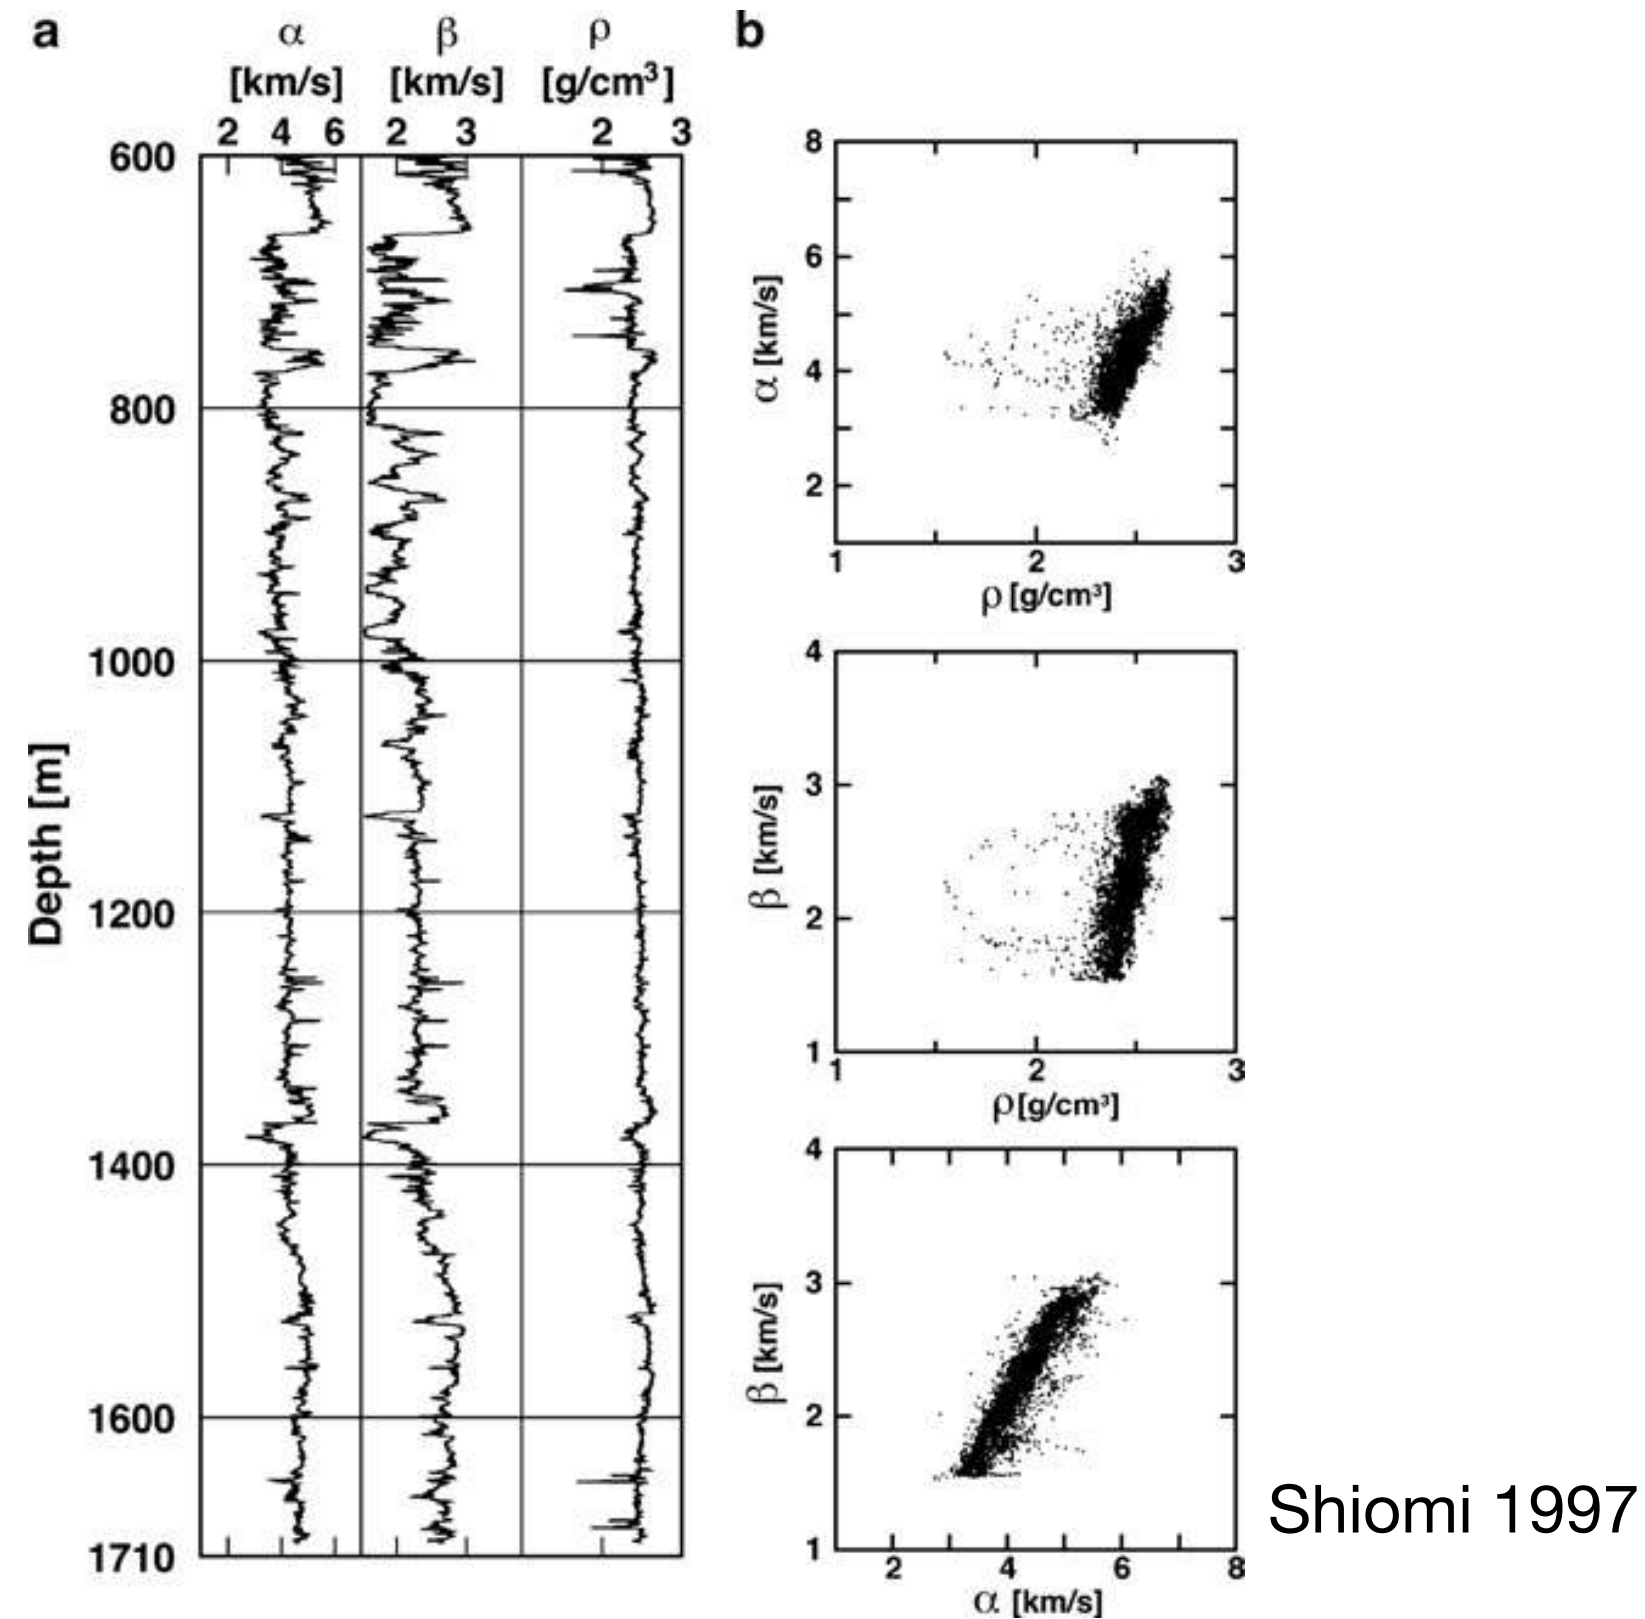 a
α β ρ
[km/s] [km/s] [g/cm³]
2 4 6 2 3 2 3
600
800
1000
1200
1400
1600
1710
Depth [m]
b
8
6
4
2
α [km/s]
1 2 3
ρ [g/cm³]
4
3
2
1
β [km/s]
1 2 3
ρ [g/cm³]
4
3
2
1
β [km/s]
2 4 6 8
α [km/s]
Shiomi 1997